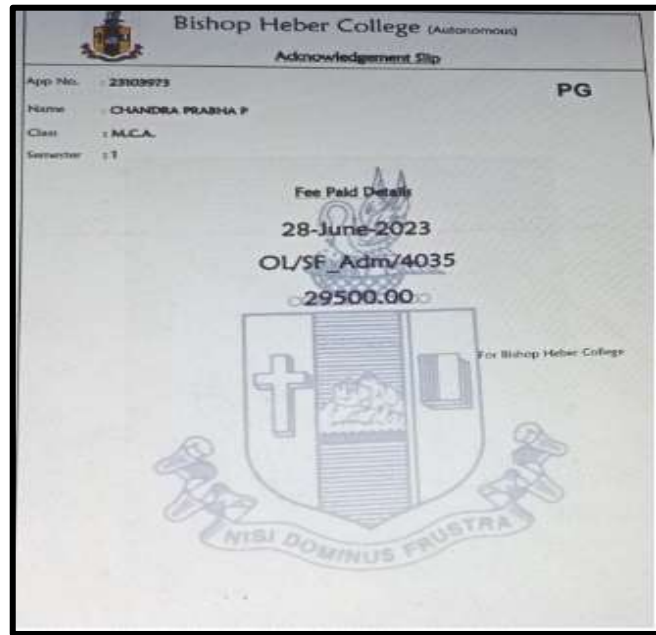 Bishop Heber College (Autonomous)
Acknowledgement Slip
App No. : 23103973
PG
Name : CHANDRA PRABHA P
Class : M.C.A.
Semester : 1
Fee Paid Details
28-June-2023
OL/SF_Adm/4035
29500.00
For Bishop Heber College
NISI DOMINUS FRUSTRA